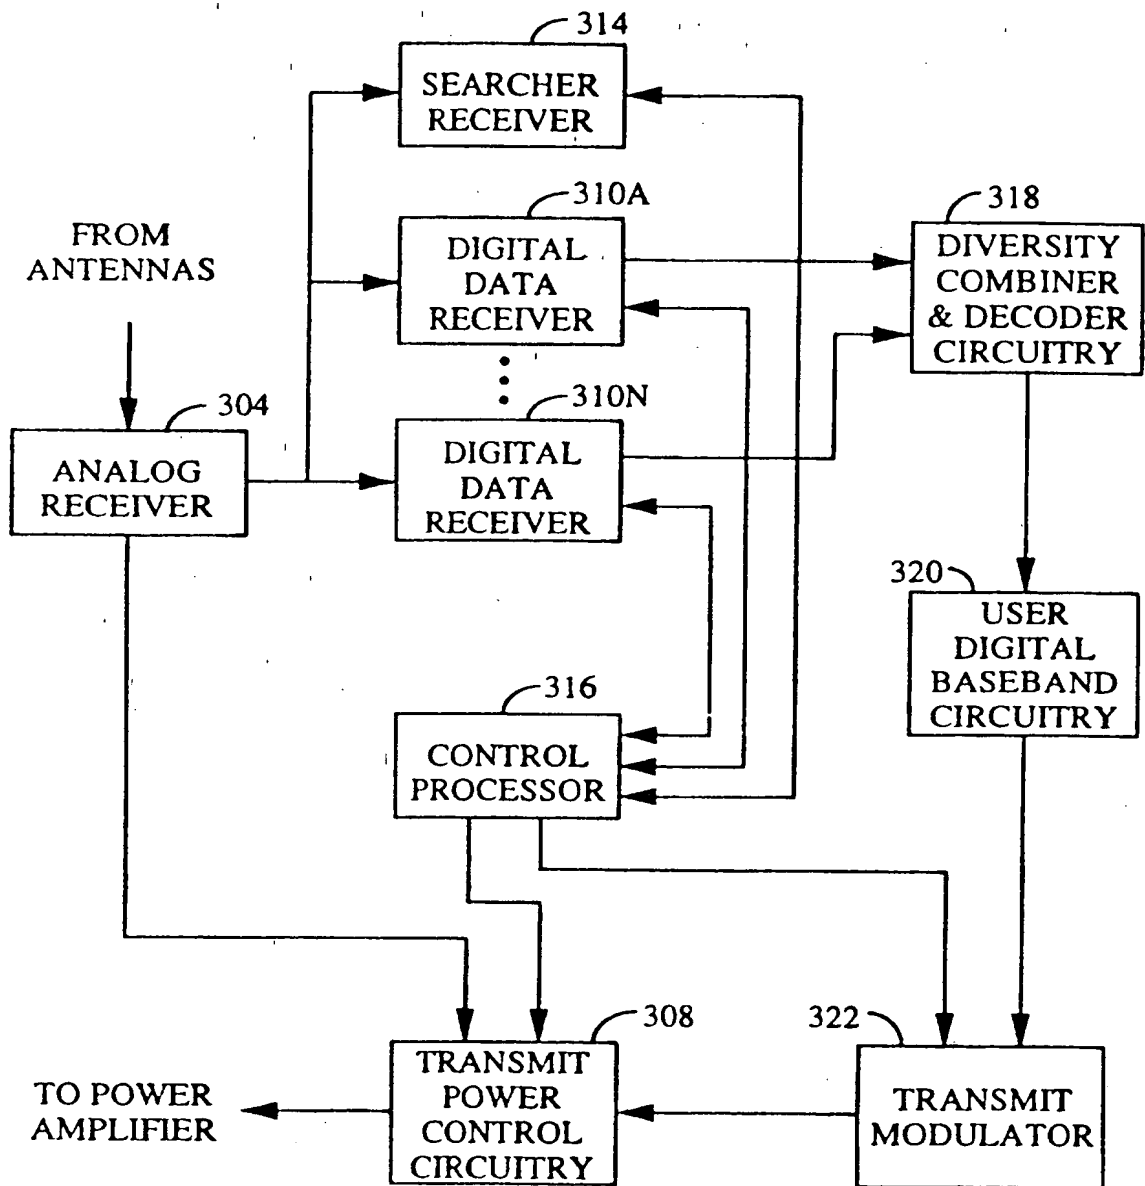 314
SEARCHER
RECEIVER
310A
DIGITAL
DATA
RECEIVER
318
DIVERSITY
COMBINER
& DECODER
CIRCUITRY
FROM
ANTENNAS
304
ANALOG
RECEIVER
310N
DIGITAL
DATA
RECEIVER
320
USER
DIGITAL
BASEBAND
CIRCUITRY
316
CONTROL
PROCESSOR
308
TRANSMIT
POWER
CONTROL
CIRCUITRY
322
TRANSMIT
MODULATOR
TO POWER
AMPLIFIER